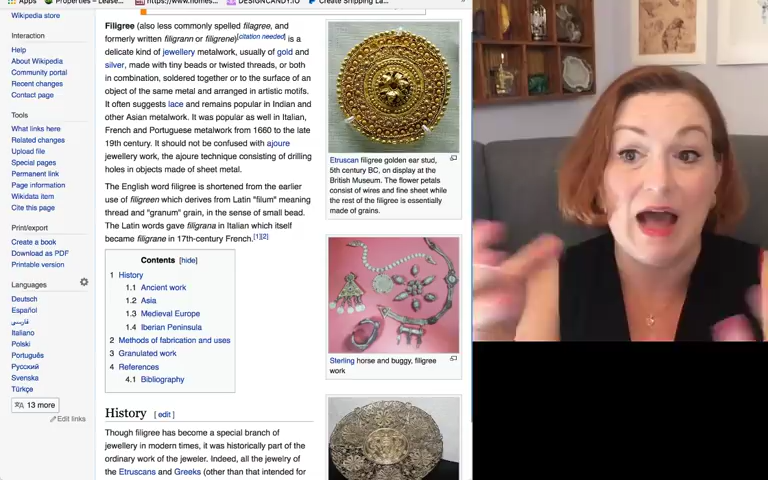 Apps
Properties – Lease...
https://www.homes...
DESIGNCANDY.IO
Create Shipping La...
Wikipedia store
Interaction
Help
About Wikipedia
Community portal
Recent changes
Contact page
Tools
What links here
Related changes
Upload file
Special pages
Permanent link
Page information
Wikidata item
Cite this page
Print/export
Create a book
Download as PDF
Printable version
Languages
Deutsch
Español
فارسی
Italiano
Polski
Português
Русский
Svenska
Türkçe
13 more
Edit links
Filigree (also less commonly spelled filagree, and
formerly written filigrann or filigrene)[citation needed] is
a delicate kind of jewellery metalwork, usually of gold and
silver, made with tiny beads or twisted threads, or both
in combination, soldered together or to the surface of an
object of the same metal and arranged in artistic motifs.
It often suggests lace and remains popular in Indian and
other Asian metalwork. It was popular as well in Italian,
French and Portuguese metalwork from 1660 to the late
19th century. It should not be confused with ajoure
jewellery work, the ajoure technique consisting of drilling
holes in objects made of sheet metal.
The English word filigree is shortened from the earlier
use of filigreen which derives from Latin "filum" meaning
thread and "granum" grain, in the sense of small bead.
The Latin words gave filigrana in Italian which itself
became filigrane in 17th-century French.[1][2]
Contents [hide]
1 History
1.1 Ancient work
1.2 Asia
1.3 Medieval Europe
1.4 Iberian Peninsula
2 Methods of fabrication and uses
3 Granulated work
4 References
4.1 Bibliography
History [ edit ]
Though filigree has become a special branch of
jewellery in modern times, it was historically part of the
ordinary work of the jeweler. Indeed, all the jewelry of
the Etruscans and Greeks (other than that intended for
Etruscan filigree golden ear stud,
5th century BC, on display at the
British Museum. The flower petals
consist of wires and fine sheet while
the rest of the filigree is essentially
made of grains.
Sterling horse and buggy, filigree
work